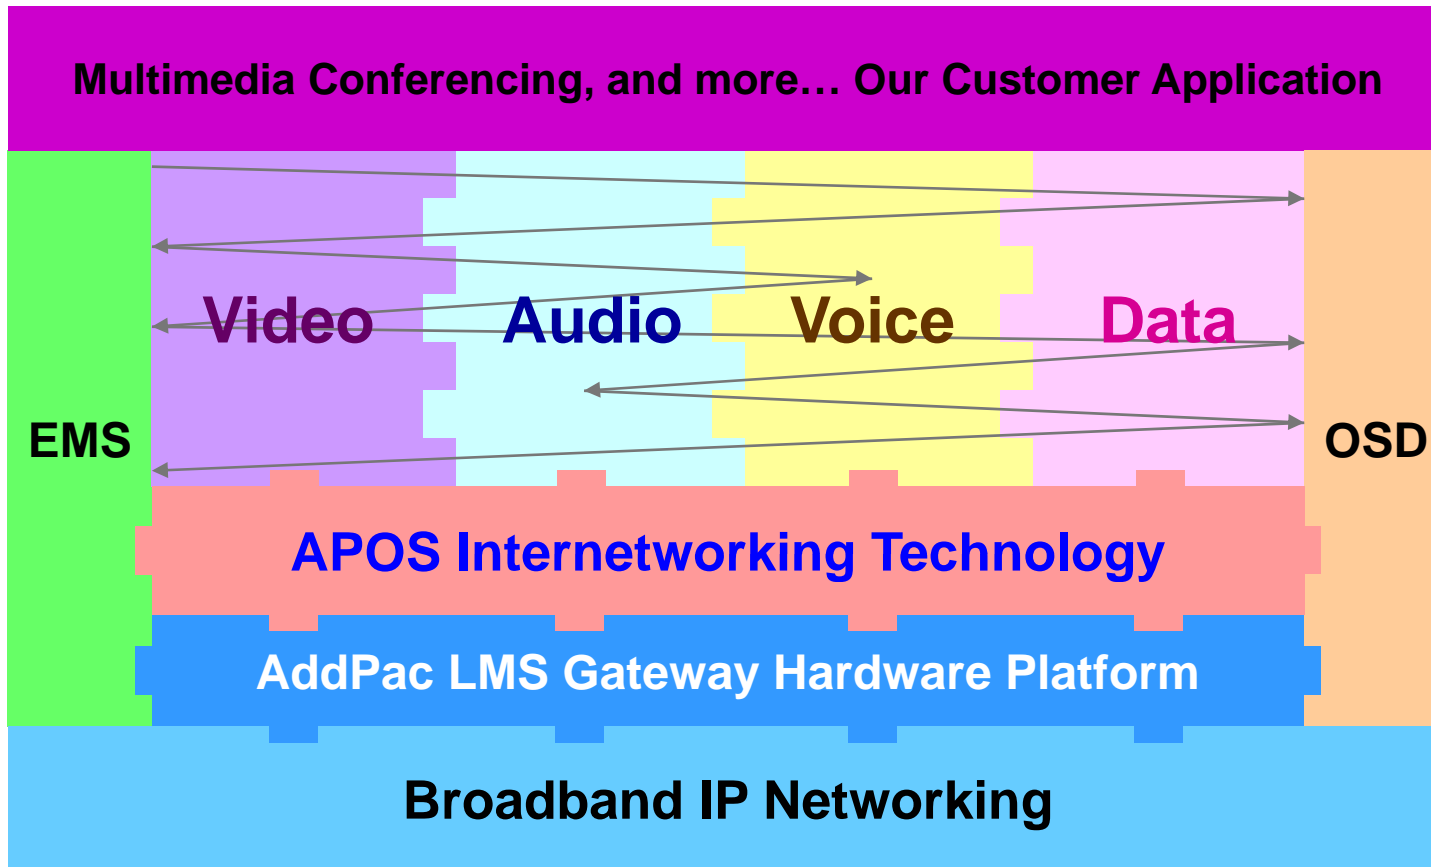 Multimedia Conferencing, and more… Our Customer Application
Video
Audio
Voice
Data
EMS
OSD
APOS Internetworking Technology
AddPac LMS Gateway Hardware Platform
Broadband IP Networking